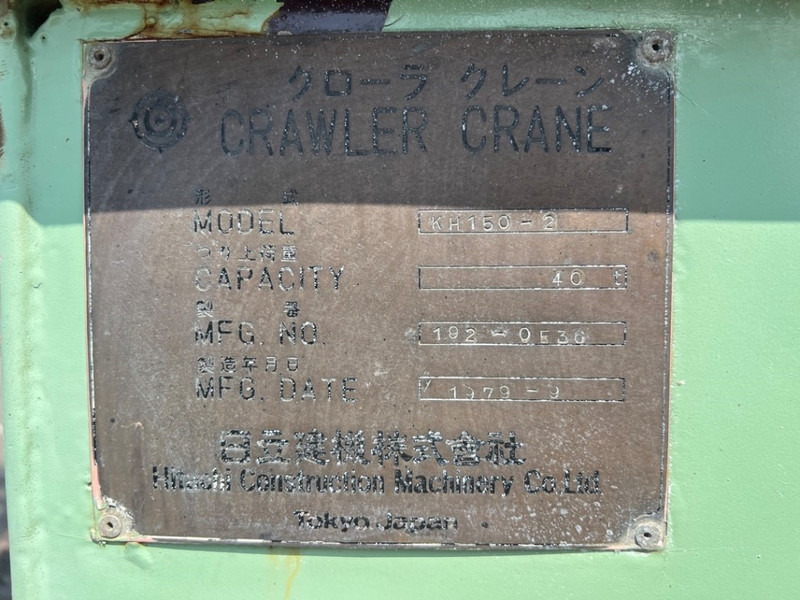 クローラ クレーン
CRAWLER CRANE
形 式
MODEL KH150-2
つり上荷重
CAPACITY 40 t
製 番
MFG. NO. 192-
製造年月日
MFG. DATE 1979-9
日立建機株式會社
Hitachi Construction Machinery Co.Ltd.
Tokyo Japan